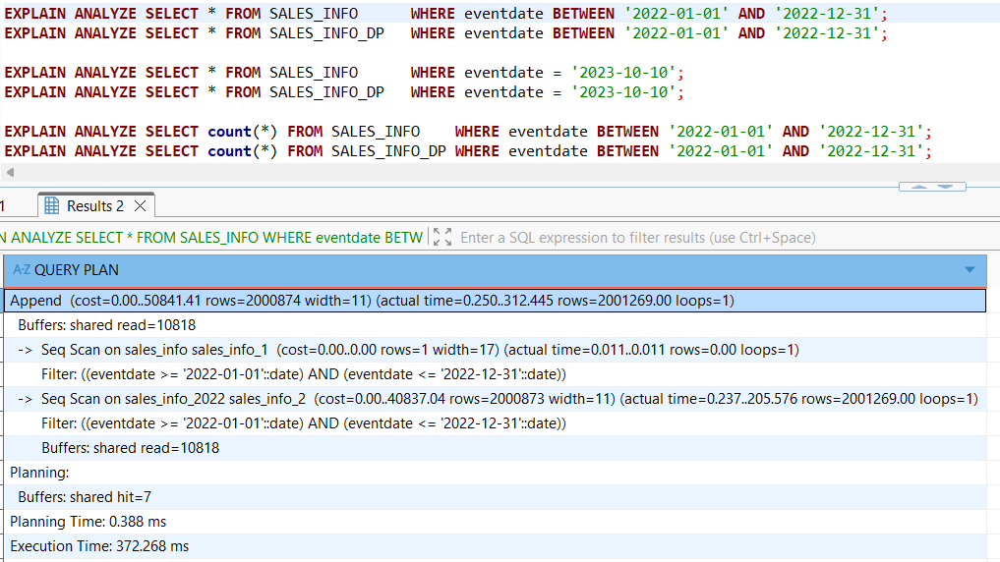 EXPLAIN ANALYZE SELECT * FROM SALES_INFO WHERE eventdate BETWEEN '2022-01-01' AND '2022-12-31';
EXPLAIN ANALYZE SELECT * FROM SALES_INFO_DP WHERE eventdate BETWEEN '2022-01-01' AND '2022-12-31';
EXPLAIN ANALYZE SELECT * FROM SALES_INFO WHERE eventdate = '2023-10-10';
EXPLAIN ANALYZE SELECT * FROM SALES_INFO_DP WHERE eventdate = '2023-10-10';
EXPLAIN ANALYZE SELECT count(*) FROM SALES_INFO WHERE eventdate BETWEEN '2022-01-01' AND '2022-12-31';
EXPLAIN ANALYZE SELECT count(*) FROM SALES_INFO_DP WHERE eventdate BETWEEN '2022-01-01' AND '2022-12-31';
1 Results 2
N ANALYZE SELECT * FROM SALES_INFO WHERE eventdate BETW Enter a SQL expression to filter results (use Ctrl+Space)
A-Z QUERY PLAN
Append (cost=0.00..50841.41 rows=2000874 width=11) (actual time=0.250..312.445 rows=2001269.00 loops=1)
Buffers: shared read=10818
-> Seq Scan on sales_info sales_info_1 (cost=0.00..0.00 rows=1 width=17) (actual time=0.011..0.011 rows=0.00 loops=1)
Filter: ((eventdate >= '2022-01-01'::date) AND (eventdate <= '2022-12-31'::date))
-> Seq Scan on sales_info_2022 sales_info_2 (cost=0.00..40837.04 rows=2000873 width=11) (actual time=0.237..205.576 rows=2001269.00 loops=1)
Filter: ((eventdate >= '2022-01-01'::date) AND (eventdate <= '2022-12-31'::date))
Buffers: shared read=10818
Planning:
Buffers: shared hit=7
Planning Time: 0.388 ms
Execution Time: 372.268 ms